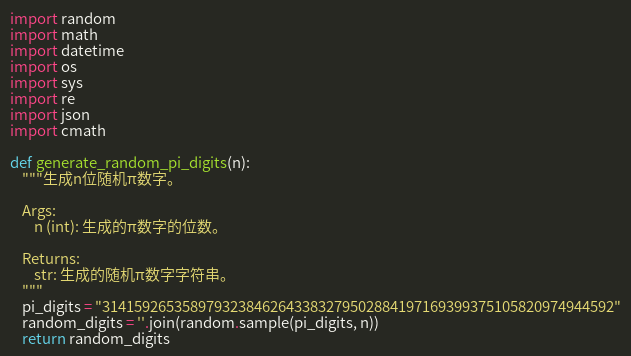 import random
import math
import datetime
import os
import sys
import re
import json
import cmath
def generate_random_pi_digits(n):
"""生成n位随机π数字。
Args:
n (int): 生成的π数字的位数。
Returns:
str: 生成的随机π数字字符串。
"""
pi_digits = "31415926535897932384626433832795028841971693993751058209749445​92"
random_digits = ''.join(random.sample(pi_digits, n))
return random_digits